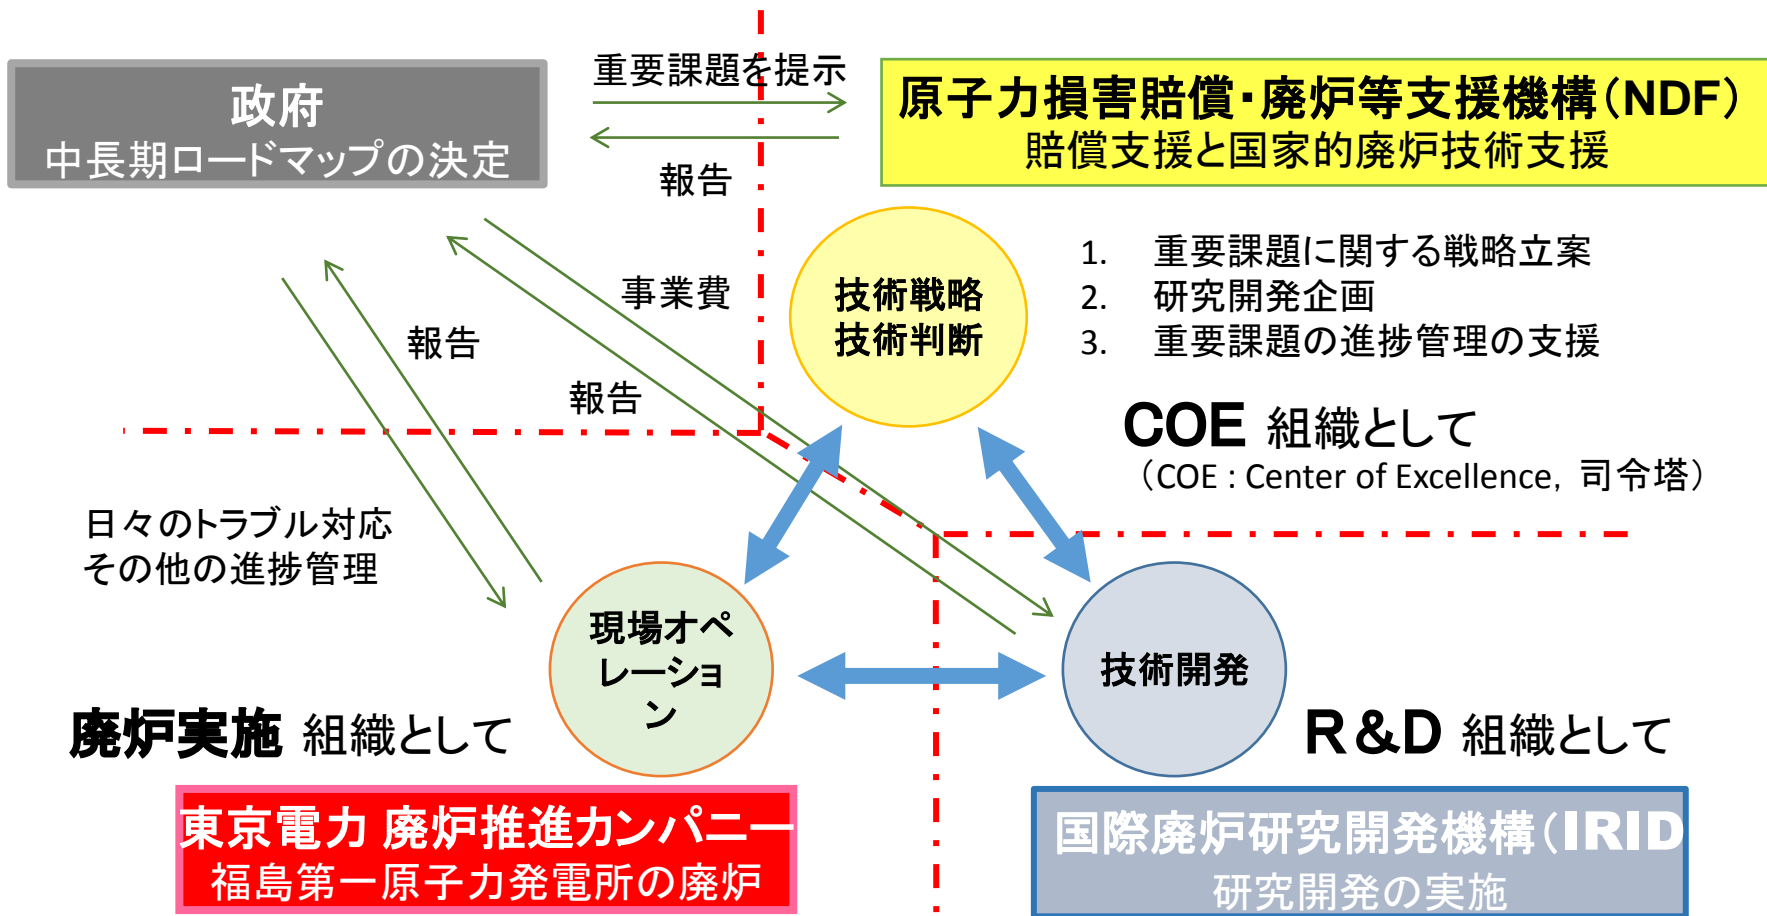 重要課題を提示
政府
中長期ロードマップの決定
原子力損害賠償・廃炉等支援機構（NDF）
賠償支援と国家的廃炉技術支援
報告
技術戦略
技術判断
1. 重要課題に関する戦略立案
2. 研究開発企画
3. 重要課題の進捗管理の支援
事業費
報告
報告
COE 組織として
（COE : Center of Excellence, 司令塔）
日々のトラブル対応
その他の進捗管理
現場オペ
レーショ
ン
技術開発
廃炉実施 組織として
R&D 組織として
東京電力 廃炉推進カンパニー
福島第一原子力発電所の廃炉
国際廃炉研究開発機構（IRID
研究開発の実施